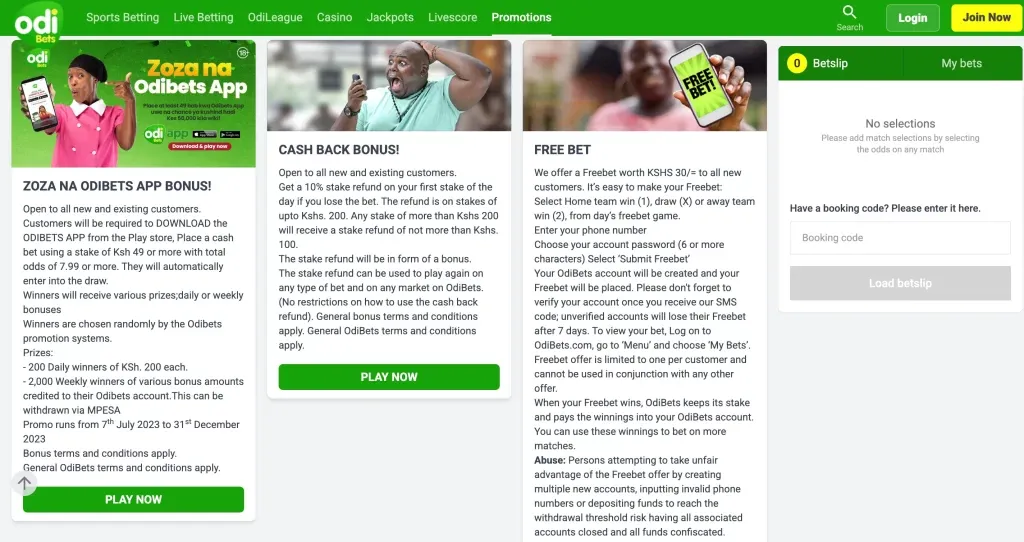 odi
Bets
Sports Betting
Live Betting
OdiLeague
Casino
Jackpots
Livescore
Promotions
Search
Login
Join Now
odi
Bets
18+
Zoza na
Odibets App
odi
Bets
app
Download & play now
ZOZA NA ODIBETS APP BONUS!
Open to all new and existing customers.
Customers will be required to DOWNLOAD the
ODIBETS APP from the Play store, Place a cash
bet using a stake of Ksh 49 or more with total
odds of 7.99 or more. They will automatically
enter into the draw.
Winners will receive various prizes;daily or weekly
bonuses
Winners are chosen randomly by the Odibets
promotion systems.
Prizes:
- 200 Daily winners of KSh. 200 each.
- 2,000 Weekly winners of various bonus amounts
credited to their Odibets account.This can be
withdrawn via MPESA
Promo runs from 7th July 2023 to 31st December
2023
Bonus terms and conditions apply.
General OdiBets terms and conditions apply.
PLAY NOW
CASH BACK BONUS!
Open to all new and existing customers.
Get a 10% stake refund on your first stake of the
day if you lose the bet. The refund is on stakes of
upto Kshs. 200. Any stake of more than Kshs 200
will receive a stake refund of not more than Kshs.
100.
The stake refund will be in form of a bonus.
The stake refund can be used to play again on
any type of bet and on any market on OdiBets.
(No restrictions on how to use the cash back
refund). General bonus terms and conditions
apply. General OdiBets terms and conditions
apply.
PLAY NOW
FREE
BET!
FREE BET
We offer a Freebet worth KSHS 30/= to all new
customers. It's easy to make your Freebet:
Select Home team win (1), draw (X) or away team
win (2), from day's freebet game.
Enter your phone number
Choose your account password (6 or more
characters) Select 'Submit Freebet'
Your OdiBets account will be created and your
Freebet will be placed. Please don't forget to
verify your account once you receive our SMS
code; unverified accounts will lose their Freebet
after 7 days. To view your bet, Log on to
OdiBets.com, go to 'Menu' and choose 'My Bets'.
Freebet offer is limited to one per customer and
cannot be used in conjunction with any other
offer.
When your Freebet wins, OdiBets keeps its stake
and pays the winnings into your OdiBets account.
You can use these winnings to bet on more
matches.
Abuse: Persons attempting to take unfair
advantage of the Freebet offer by creating
multiple new accounts, inputting invalid phone
numbers or depositing funds to reach the
withdrawal threshold risk having all associated
accounts closed and all funds confiscated.
0 Betslip
My bets
No selections
Please add match selections by selecting
the odds on any match
Have a booking code? Please enter it here.
Booking code
Load betslip